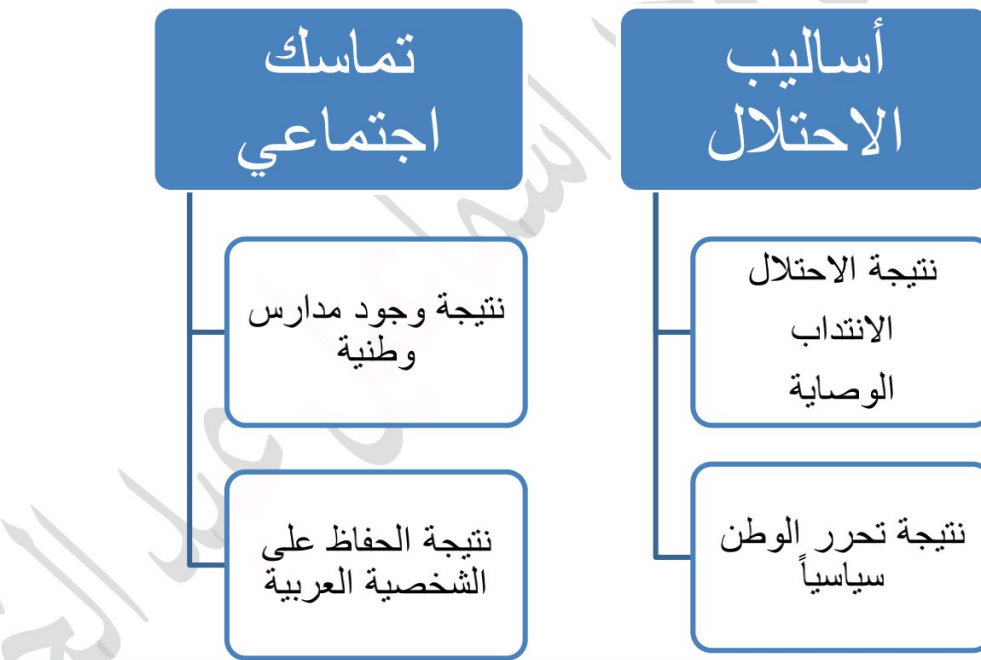 أساليب
الاحتلال
نتيجة الاحتلال
الانتداب
الوصاية
نتيجة تحرر الوطن
سياسياً
تماسك
اجتماعي
نتيجة وجود مدارس
وطنية
نتيجة الحفاظ على
الشخصية العربية